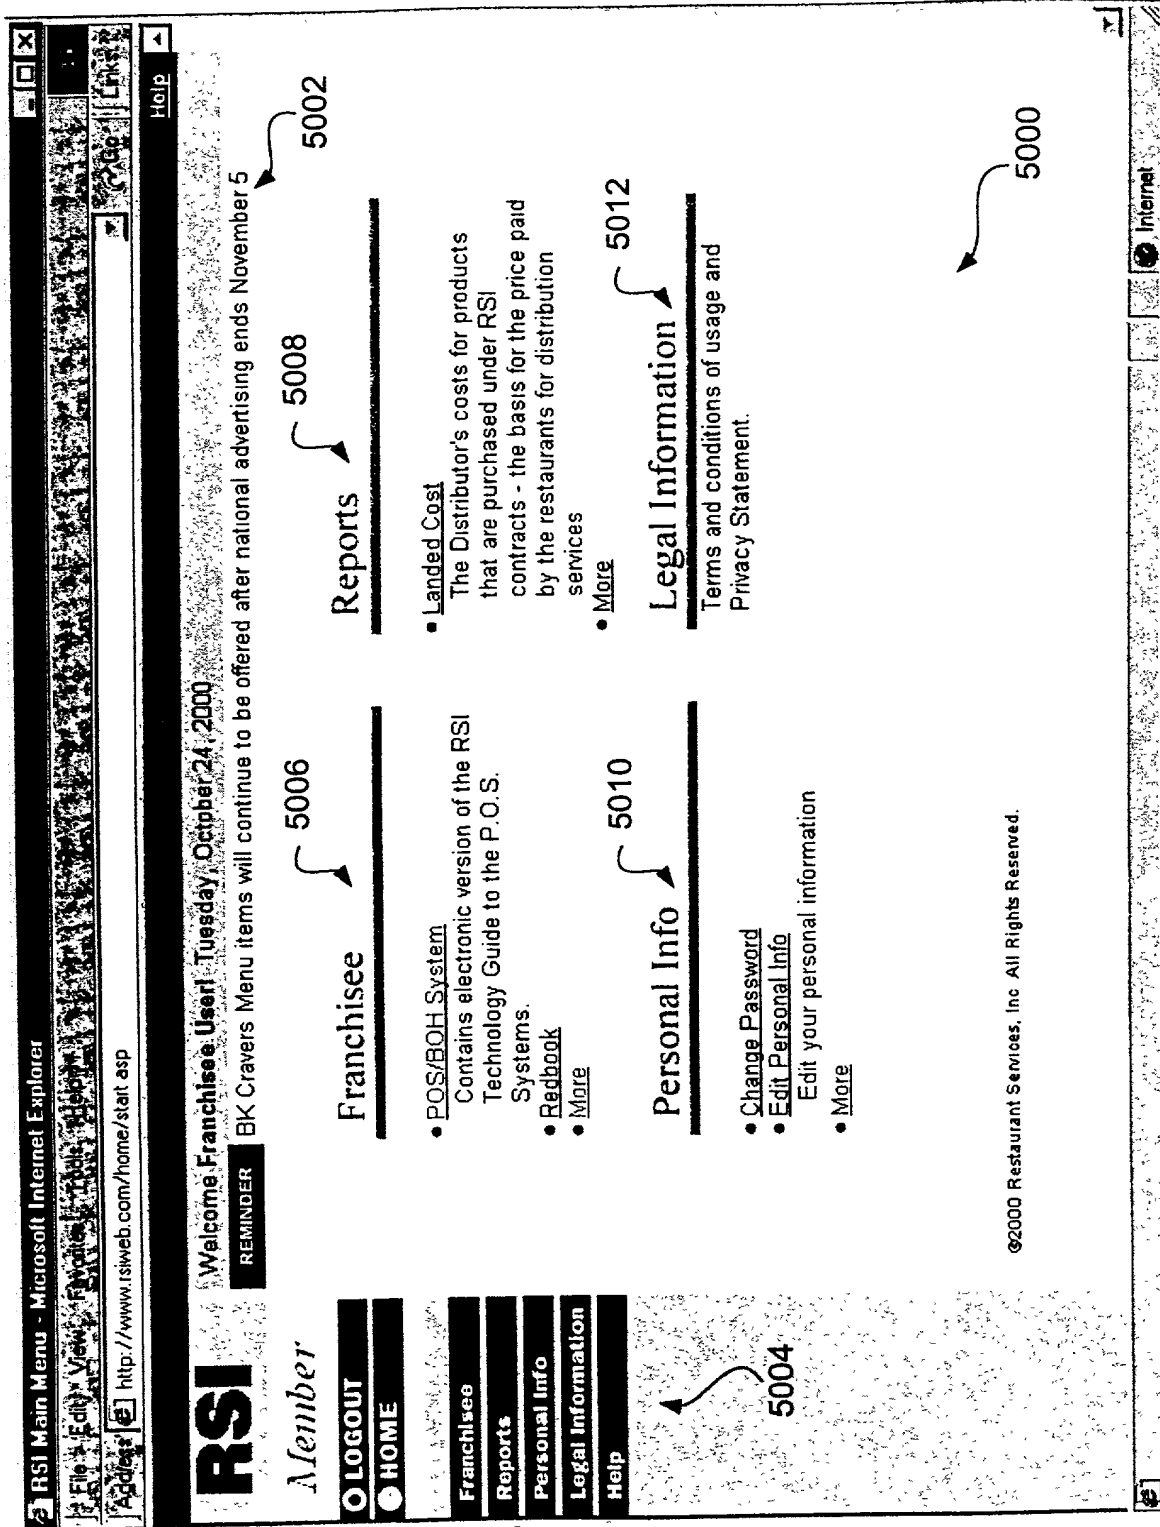 RSI Main Menu - Microsoft Internet Explorer
File Edit View Favorites Tools Help
Address http://www.rsiweb.com/home/start asp Go Links
Help
RSI
Welcome Franchisee User! Tuesday, October 24, 2000
REMINDER BK Cravers Menu items will continue to be offered after national advertising ends November 5
5002
Member
LOGOUT
HOME
Franchisee
Reports
Personal Info
Legal Information
Help
5004
Franchisee
5006
• POS/BOH System
Contains electronic version of the RSI
Technology Guide to the P.O.S.
Systems.
• Redbook
• More
Reports
5008
• Landed Cost
The Distributor's costs for products
that are purchased under RSI
contracts - the basis for the price paid
by the restaurants for distribution
services
• More
Personal Info
5010
• Change Password
• Edit Personal Info
Edit your personal information
• More
Legal Information
5012
Terms and conditions of usage and
Privacy Statement.
5000
©2000 Restaurant Services, Inc All Rights Reserved.
Internet